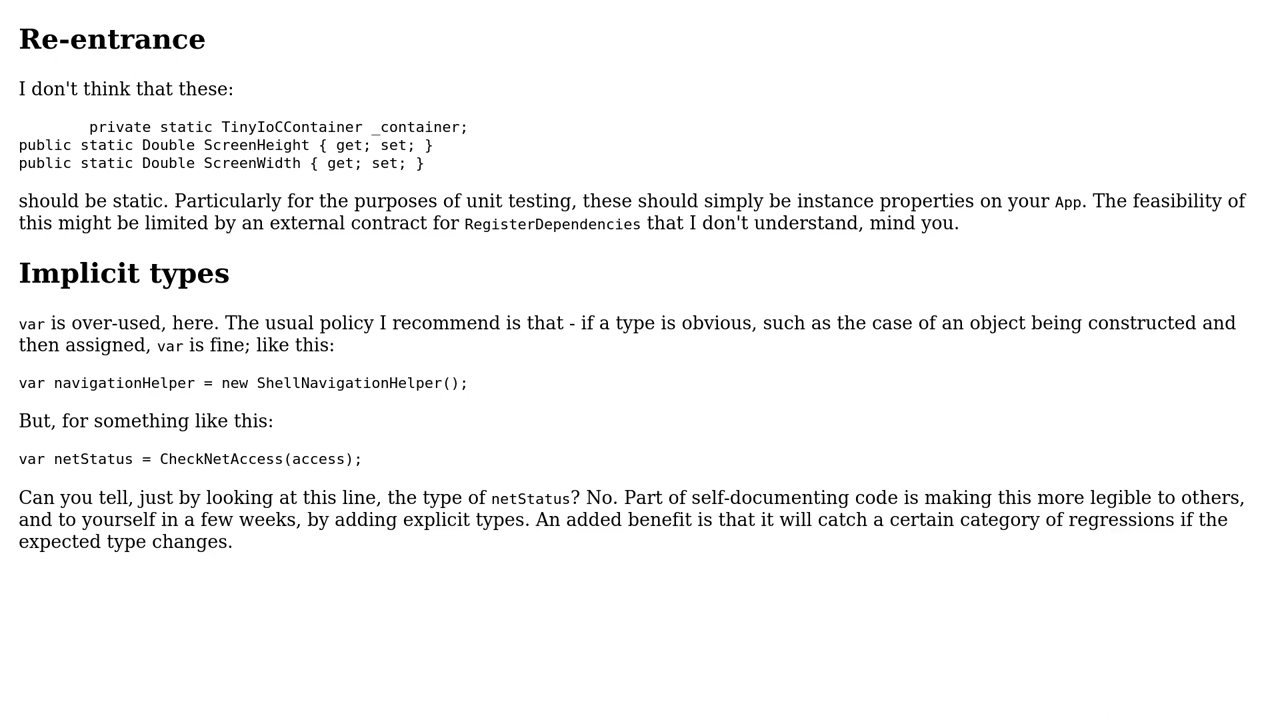 Re-entrance
I don't think that these:
private static TinyIoCContainer _container;
public static Double ScreenHeight { get; set; }
public static Double ScreenWidth { get; set; }
should be static. Particularly for the purposes of unit testing, these should simply be instance properties on your App. The feasibility of
this might be limited by an external contract for RegisterDependencies that I don't understand, mind you.
Implicit types
var is over-used, here. The usual policy I recommend is that - if a type is obvious, such as the case of an object being constructed and
then assigned, var is fine; like this:
var navigationHelper = new ShellNavigationHelper();
But, for something like this:
var netStatus = CheckNetAccess(access);
Can you tell, just by looking at this line, the type of netStatus? No. Part of self-documenting code is making this more legible to others,
and to yourself in a few weeks, by adding explicit types. An added benefit is that it will catch a certain category of regressions if the
expected type changes.